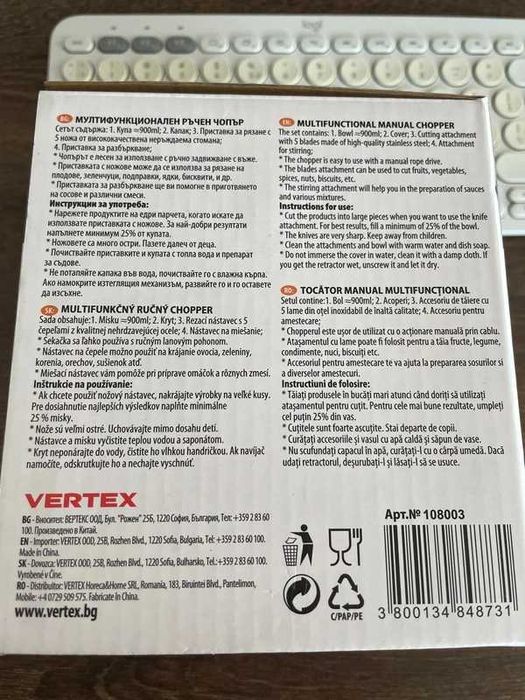 logi
BG МУЛТИФУНКЦИОНАЛЕН РЪЧЕН ЧОПЪР
Сетът съдържа: 1. Купа ≈900ml; 2. Капак; 3. Приставка за рязане с
5 ножа от висококачествена неръждаема стомана;
4. Приставка за разбъркване;
* Чопърът е лесен за използване с ръчно задвижване с въже.
* Приставката с ножове може да се използва за рязане на
плодове, зеленчуци, подправки, ядки, бисквити, и др.
* Приставката за разбъркване ще ви помогне в приготвянето
на сосове и различни смеси.
Инструкции за употреба:
* Нарежете продуктите на едри парчета, когато искате да
използвате приставката с ножове. За най-добри резултати
напълнете минимум 25% от купата.
* Ножовете са много остри. Пазете далеч от деца.
* Почиствайте приставките и купата с топла вода и препарат
за съдове.
* Не потапяйте капака във вода, почиствайте го с влажна кърпа.
Ако намокрите изтеглящия механизъм, развийте го и го оставете
да изсъхне.
SK MULTIFUNKČNÝ RUČNÝ CHOPPER
Sada obsahuje:1. Misku ≈900ml; 2. Kryt; 3. Rezací nástavec s 5
čepeľami z kvalitnej nehrdzavejúcej ocele; 4. Nástavec na miešanie;
* Sekačka sa ľahko používa s ručným lanovým pohonom.
* Nástavec na čepele možno použiť na krájanie ovocia, zeleniny,
korenia, orechov, sušienok atď.
* Miešací nástavec vám pomôže pri príprave omáčok a rôznych zmesí.
Inštrukcie na používanie:
* Ak chcete použiť nožový nástavec, nakrájajte výrobky na veľké kusy.
Pre dosiahnutie najlepších výsledkov naplňte minimálne
25 % misky.
* Nože sú veľmi ostré. Uchovávajte mimo dosahu detí.
* Nástavce a misku vyčistite teplou vodou a saponátom.
* Kryt neponárajte do vody, čistite ho vlhkou handričkou. Ak navijač
namočíte, odskrutkujte ho a nechajte vyschnúť.
EN MULTIFUNCTIONAL MANUAL CHOPPER
The set contains: 1. Bowl ≈900ml; 2. Cover; 3. Cutting attachment
with 5 blades made of high-quality stainless steel; 4. Attachment
for stirring;
* The chopper is easy to use with a manual rope drive.
* The blades attachment can be used to cut fruits, vegetables,
spices, nuts, biscuits, etc.
* The stirring attachment will help you in the preparation of sauces
and various mixtures.
Instructions for use:
* Cut the products into large pieces when you want to use the knife
attachment. For best results, fill a minimum of 25% of the bowl.
* The knives are very sharp. Keep away from children.
* Clean the attachments and bowl with warm water and dish soap.
* Do not immerse the cover in water, clean it with a damp cloth. If
you get the retractor wet, unscrew it and let it dry.
RO TOCĂTOR MANUAL MULTIFUNCȚIONAL
Setul contine:1. Bol ≈900ml; 2. Acoperi; 3. Accesoriu de tăiere cu
5 lame din oțel inoxidabil de înaltă calitate; 4. Accesoriu pentru
amestecare;
* Chopperul este ușor de utilizat cu o acționare manuală prin cablu.
* Atașamentul cu lame poate fi folosit pentru a tăia fructe, legume,
condimente, nuci, biscuiți etc.
* Accesoriul pentru amestecare te va ajuta la prepararea sosurilor si
a diverselor amestecuri.
Instrucțiuni de folosire:
* Tăiați produsele în bucăți mari atunci când doriți să utilizați
atașamentul pentru cuțit. Pentru cele mai bune rezultate, umpleți
cel puțin 25% din vas.
* Cuțitele sunt foarte ascuțite. Stai departe de copii.
* Curățați accesoriile și vasul cu apă caldă și săpun de vase.
* Nu scufundați capacul în apă, curățați-l cu o cârpă umedă. Dacă
udați retractorul, deșurubați-l și lăsați-l să se usuce.
VERTEX
BG - Вносител: ВЕРТЕКС ООД, Бул. "Рожен" 25Б, 1220 София, България, Тел: +359 2 83 60
100. Произведено в Китай.
EN - Importer: VERTEX OOD, 25B, Rozhen Blvd., 1220 Sofia, Bulgaria, Tel.:+359 2 83 60 100.
Made in China.
SK - Dovozca: VERTEX OOD, 25B, Rozhen Blvd., 1220 Sofia, Bulharsko, Tel.:+359 2 83 60 100.
Vyrobené v Číne.
RO - Distribuitor: VERTEX Horeca&Home SRL, Romania, 183, Biruintei Blvd., Pantelimon,
Mobile: +4 0729 509 575. Fabricate in China.
www.vertex.bg
Арт.№ 108003
C/PAP/PE
3 800134 848731